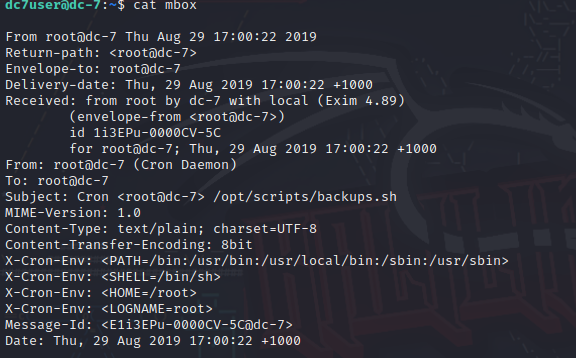 dc7user@dc-7:~$ cat mbox
From root@dc-7 Thu Aug 29 17:00:22 2019
Return-path: <root@dc-7>
Envelope-to: root@dc-7
Delivery-date: Thu, 29 Aug 2019 17:00:22 +1000
Received: from root by dc-7 with local (Exim 4.89)
        (envelope-from <root@dc-7>)
        id 1i3EPu-0000CV-5C
        for root@dc-7; Thu, 29 Aug 2019 17:00:22 +1000
From: root@dc-7 (Cron Daemon)
To: root@dc-7
Subject: Cron <root@dc-7> /opt/scripts/backups.sh
MIME-Version: 1.0
Content-Type: text/plain; charset=UTF-8
Content-Transfer-Encoding: 8bit
X-Cron-Env: <PATH=/bin:/usr/bin:/usr/local/bin:/sbin:/usr/sbin>
X-Cron-Env: <SHELL=/bin/sh>
X-Cron-Env: <HOME=/root>
X-Cron-Env: <LOGNAME=root>
Message-Id: <E1i3EPu-0000CV-5C@dc-7>
Date: Thu, 29 Aug 2019 17:00:22 +1000